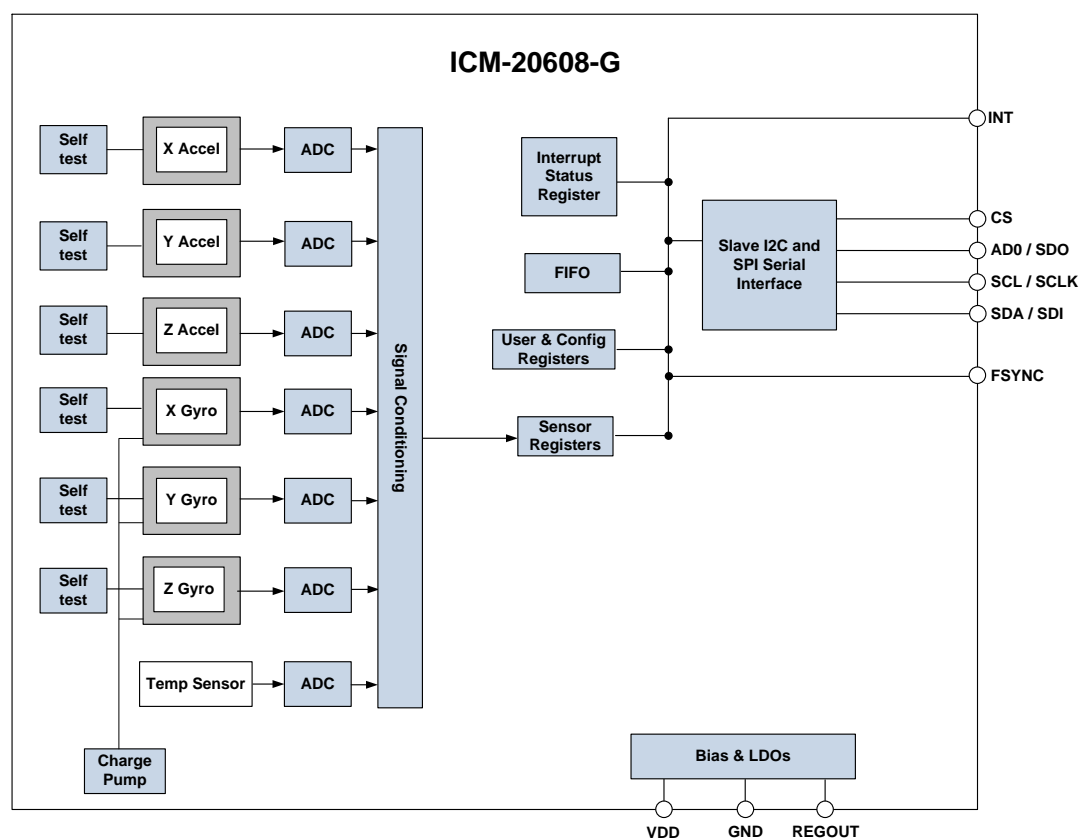 ICM-20608-G
Self
test
X Accel
ADC
Self
test
Y Accel
ADC
Self
test
Z Accel
ADC
Self
test
X Gyro
ADC
Self
test
Y Gyro
ADC
Self
test
Z Gyro
ADC
Temp Sensor
ADC
Charge
Pump
Signal Conditioning
Interrupt
Status
Register
FIFO
User & Config
Registers
Sensor
Registers
Slave I2C and
SPI Serial
Interface
INT
CS
AD0 / SDO
SCL / SCLK
SDA / SDI
FSYNC
Bias & LDOs
VDD
GND
REGOUT